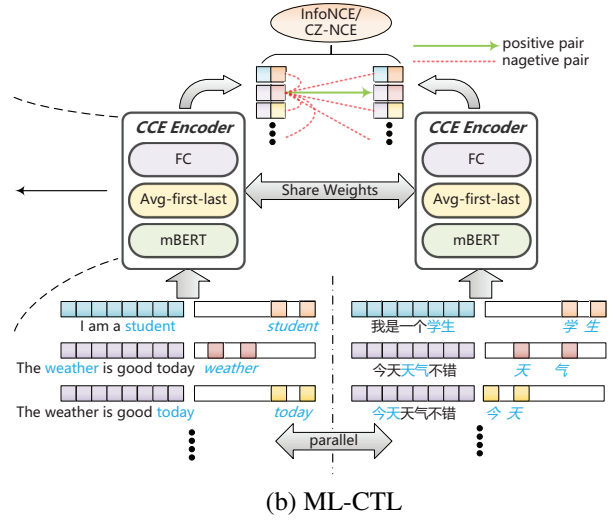 InfoNCE/
CZ-NCE
positive pair
nagetive pair
CCE Encoder
FC
Avg-first-last
mBERT
Share Weights
CCE Encoder
FC
Avg-first-last
mBERT
I am a student
student
我是一个学生
学 生
The weather is good today
weather
今天天气不错
天 气
The weather is good today
today
今天天气不错
今 天
parallel
(b) ML-CTL